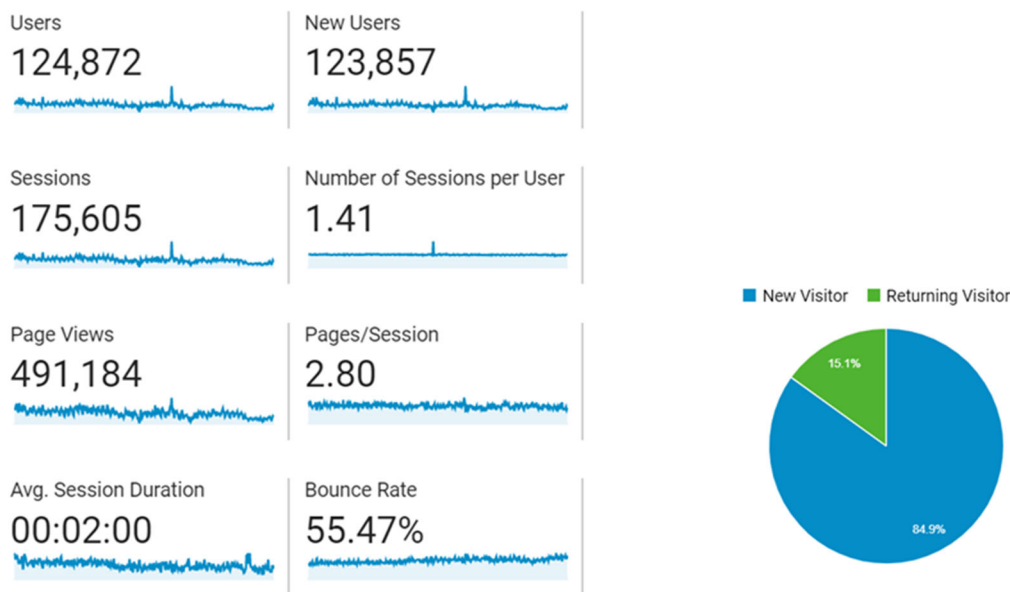 Users
124,872
New Users
123,857
Sessions
175,605
Number of Sessions per User
1.41
Page Views
491,184
Pages/Session
2.80
Avg. Session Duration
00:02:00
Bounce Rate
55.47%
New Visitor
Returning Visitor
15.1%
84.9%